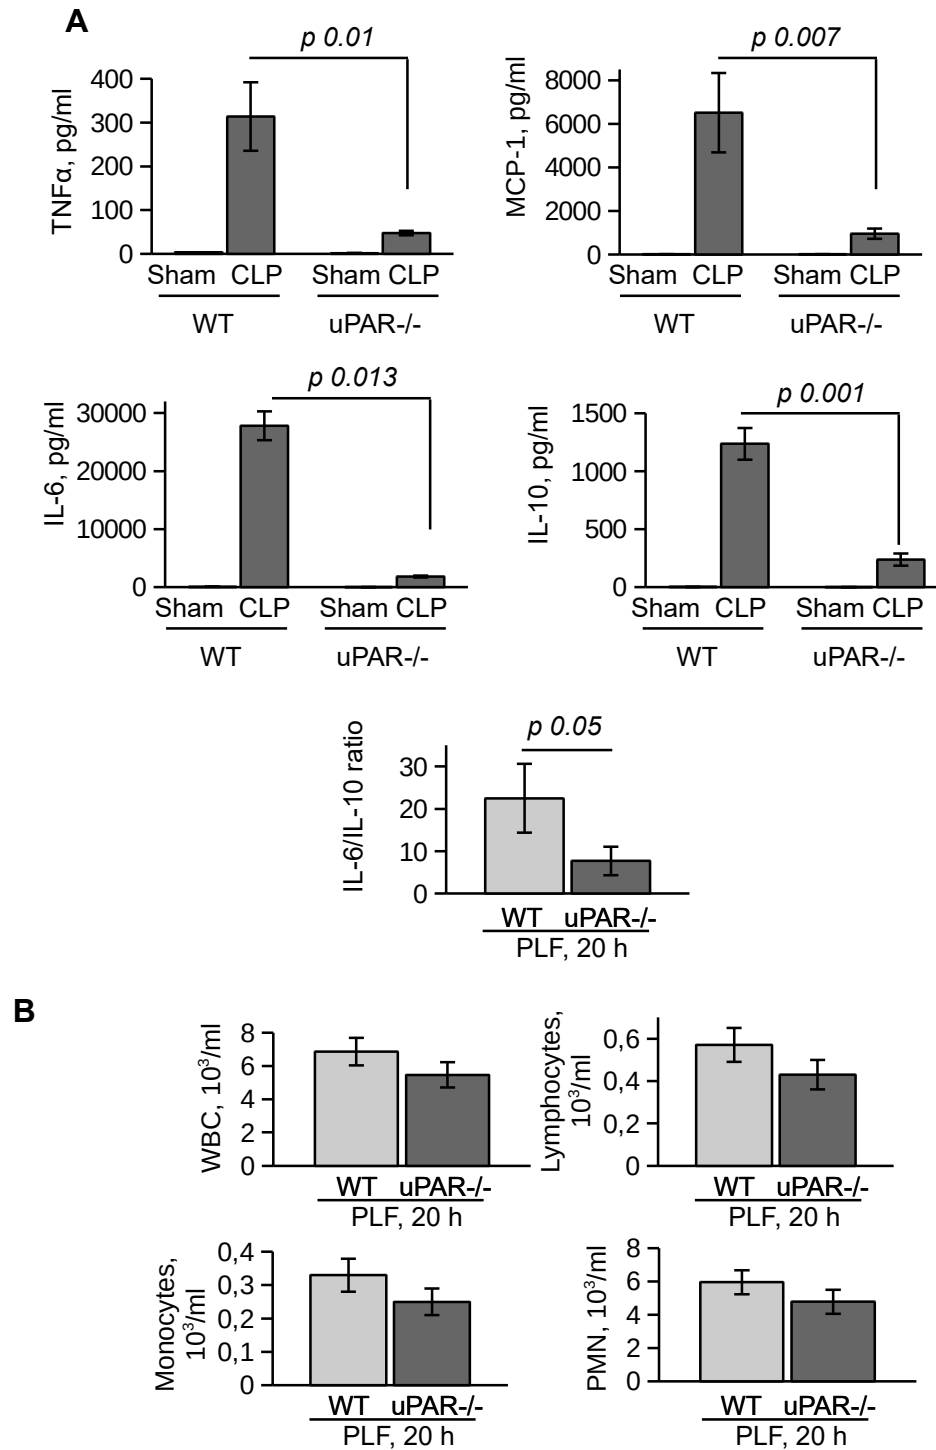 A
p 0.01
TNFα, pg/ml
400
300
200
100
0
Sham CLP Sham CLP
WT uPAR-/-
p 0.007
MCP-1, pg/ml
8000
6000
4000
2000
0
Sham CLP Sham CLP
WT uPAR-/-
p 0.013
IL-6, pg/ml
30000
20000
10000
0
Sham CLP Sham CLP
WT uPAR-/-
p 0.001
IL-10, pg/ml
1500
1000
500
0
Sham CLP Sham CLP
WT uPAR-/-
p 0.05
IL-6/IL-10 ratio
30
20
10
0
WT uPAR-/-
PLF, 20 h
B
WBC, 10³/ml
8
6
4
2
0
WT uPAR-/-
PLF, 20 h
Lymphocytes,
10³/ml
0,6
0,4
0,2
0
WT uPAR-/-
PLF, 20 h
Monocytes,
10³/ml
0,4
0,3
0,2
0,1
0
WT uPAR-/-
PLF, 20 h
PMN, 10³/ml
8
6
4
2
0
WT uPAR-/-
PLF, 20 h